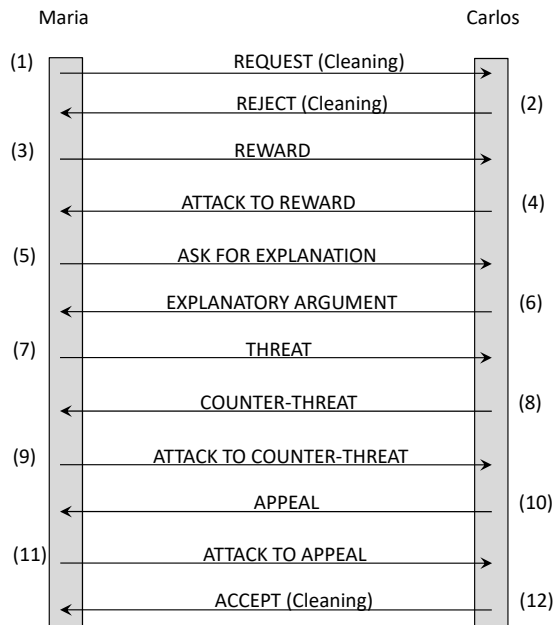 Maria Carlos
(1) REQUEST (Cleaning)
REJECT (Cleaning) (2)
(3) REWARD
ATTACK TO REWARD (4)
(5) ASK FOR EXPLANATION
EXPLANATORY ARGUMENT (6)
(7) THREAT
COUNTER-THREAT (8)
(9) ATTACK TO COUNTER-THREAT
APPEAL (10)
(11) ATTACK TO APPEAL
ACCEPT (Cleaning) (12)